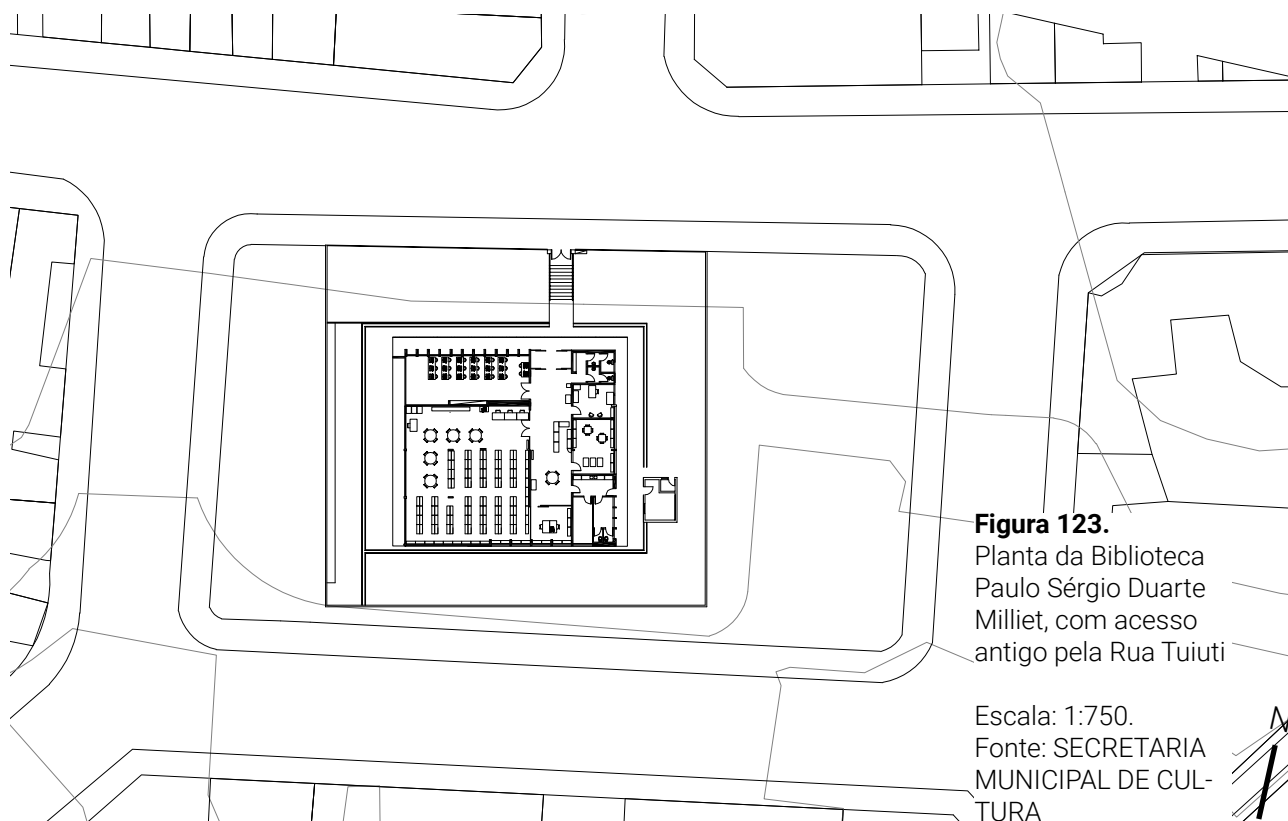 Figura 123.
Planta da Biblioteca
Paulo Sérgio Duarte
Milliet, com acesso
antigo pela Rua Tuiuti
Escala: 1:750.
Fonte: SECRETARIA
MUNICIPAL DE CUL-
TURA
N